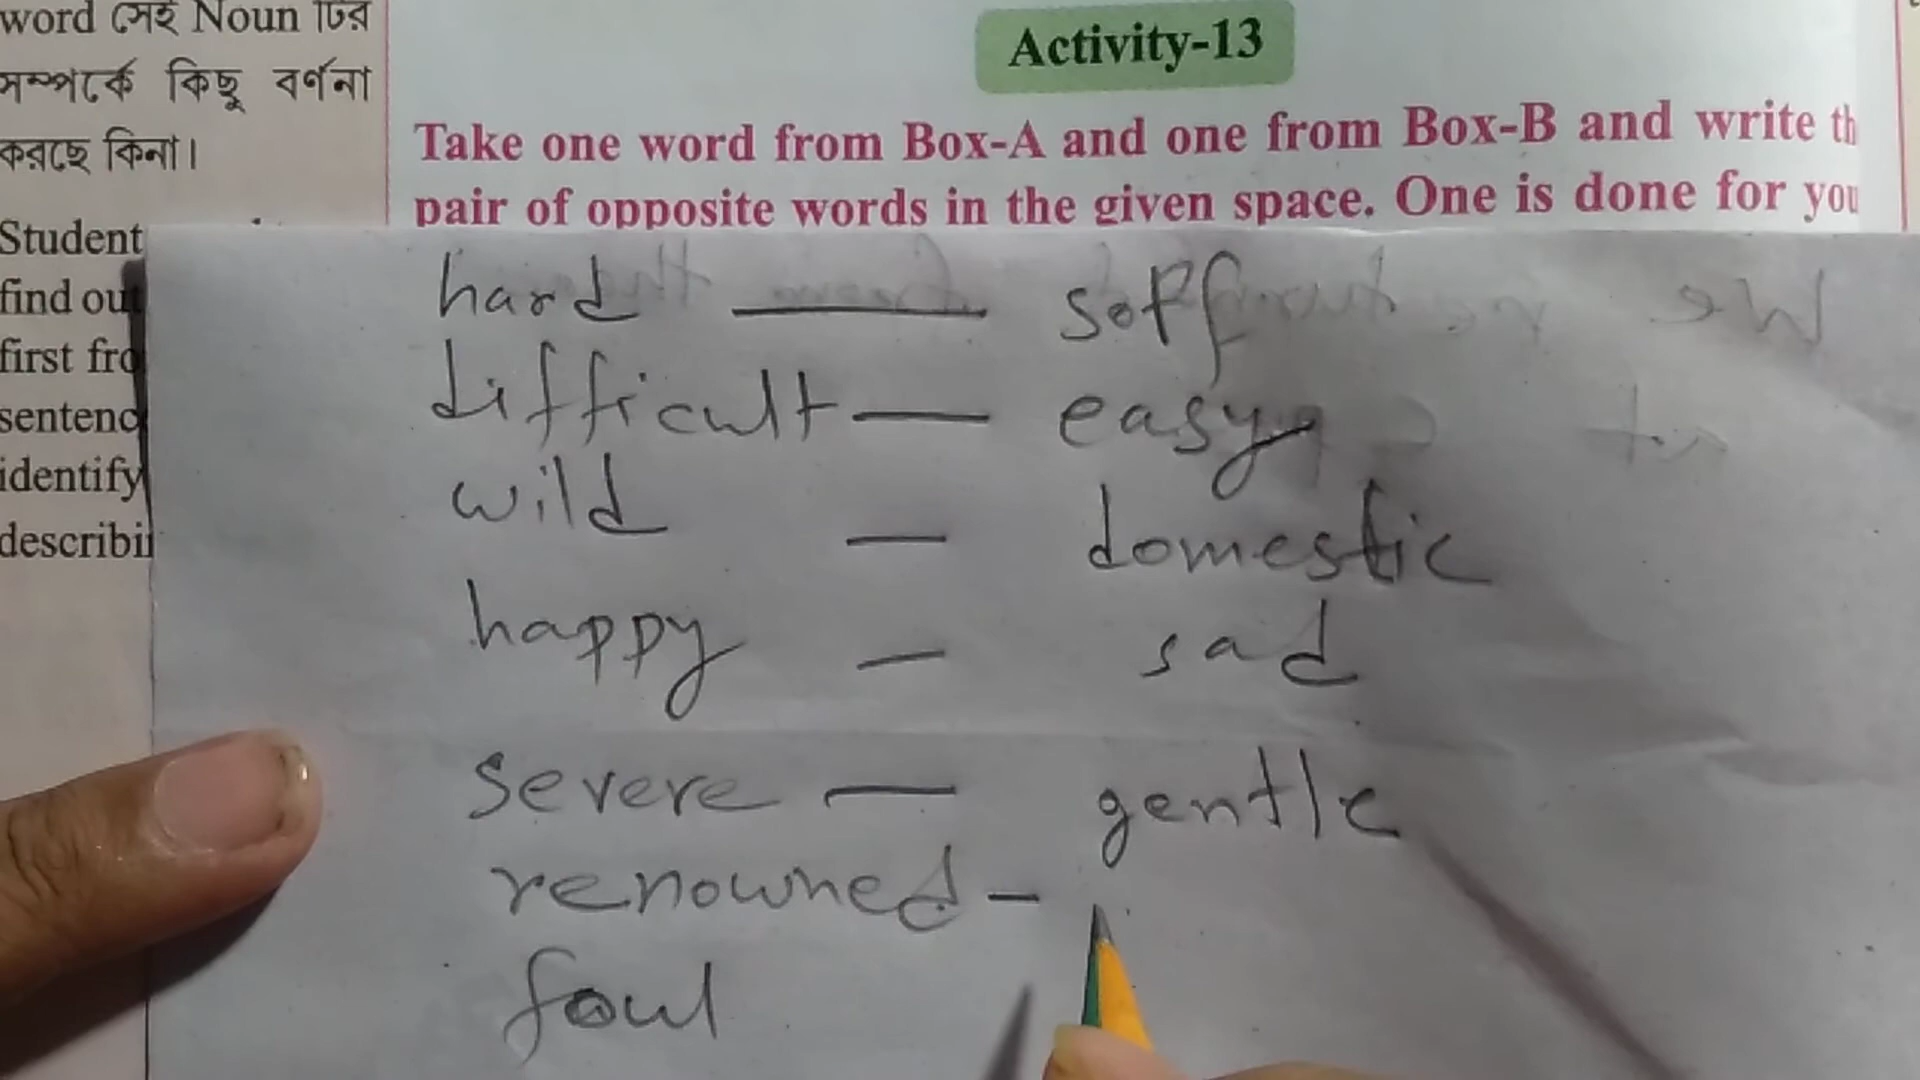 word সেই Noun টির
সম্পর্কে কিছু বর্ণনা
করছে কিনা।
Student
find out
first fro
sentenc
identify
describi
Activity-13
Take one word from Box-A and one from Box-B and write th
pair of opposite words in the given space. One is done for you
hard — soft
difficult — easy
wild — domestic
happy — sad
severe — gentle
renowned —
foul